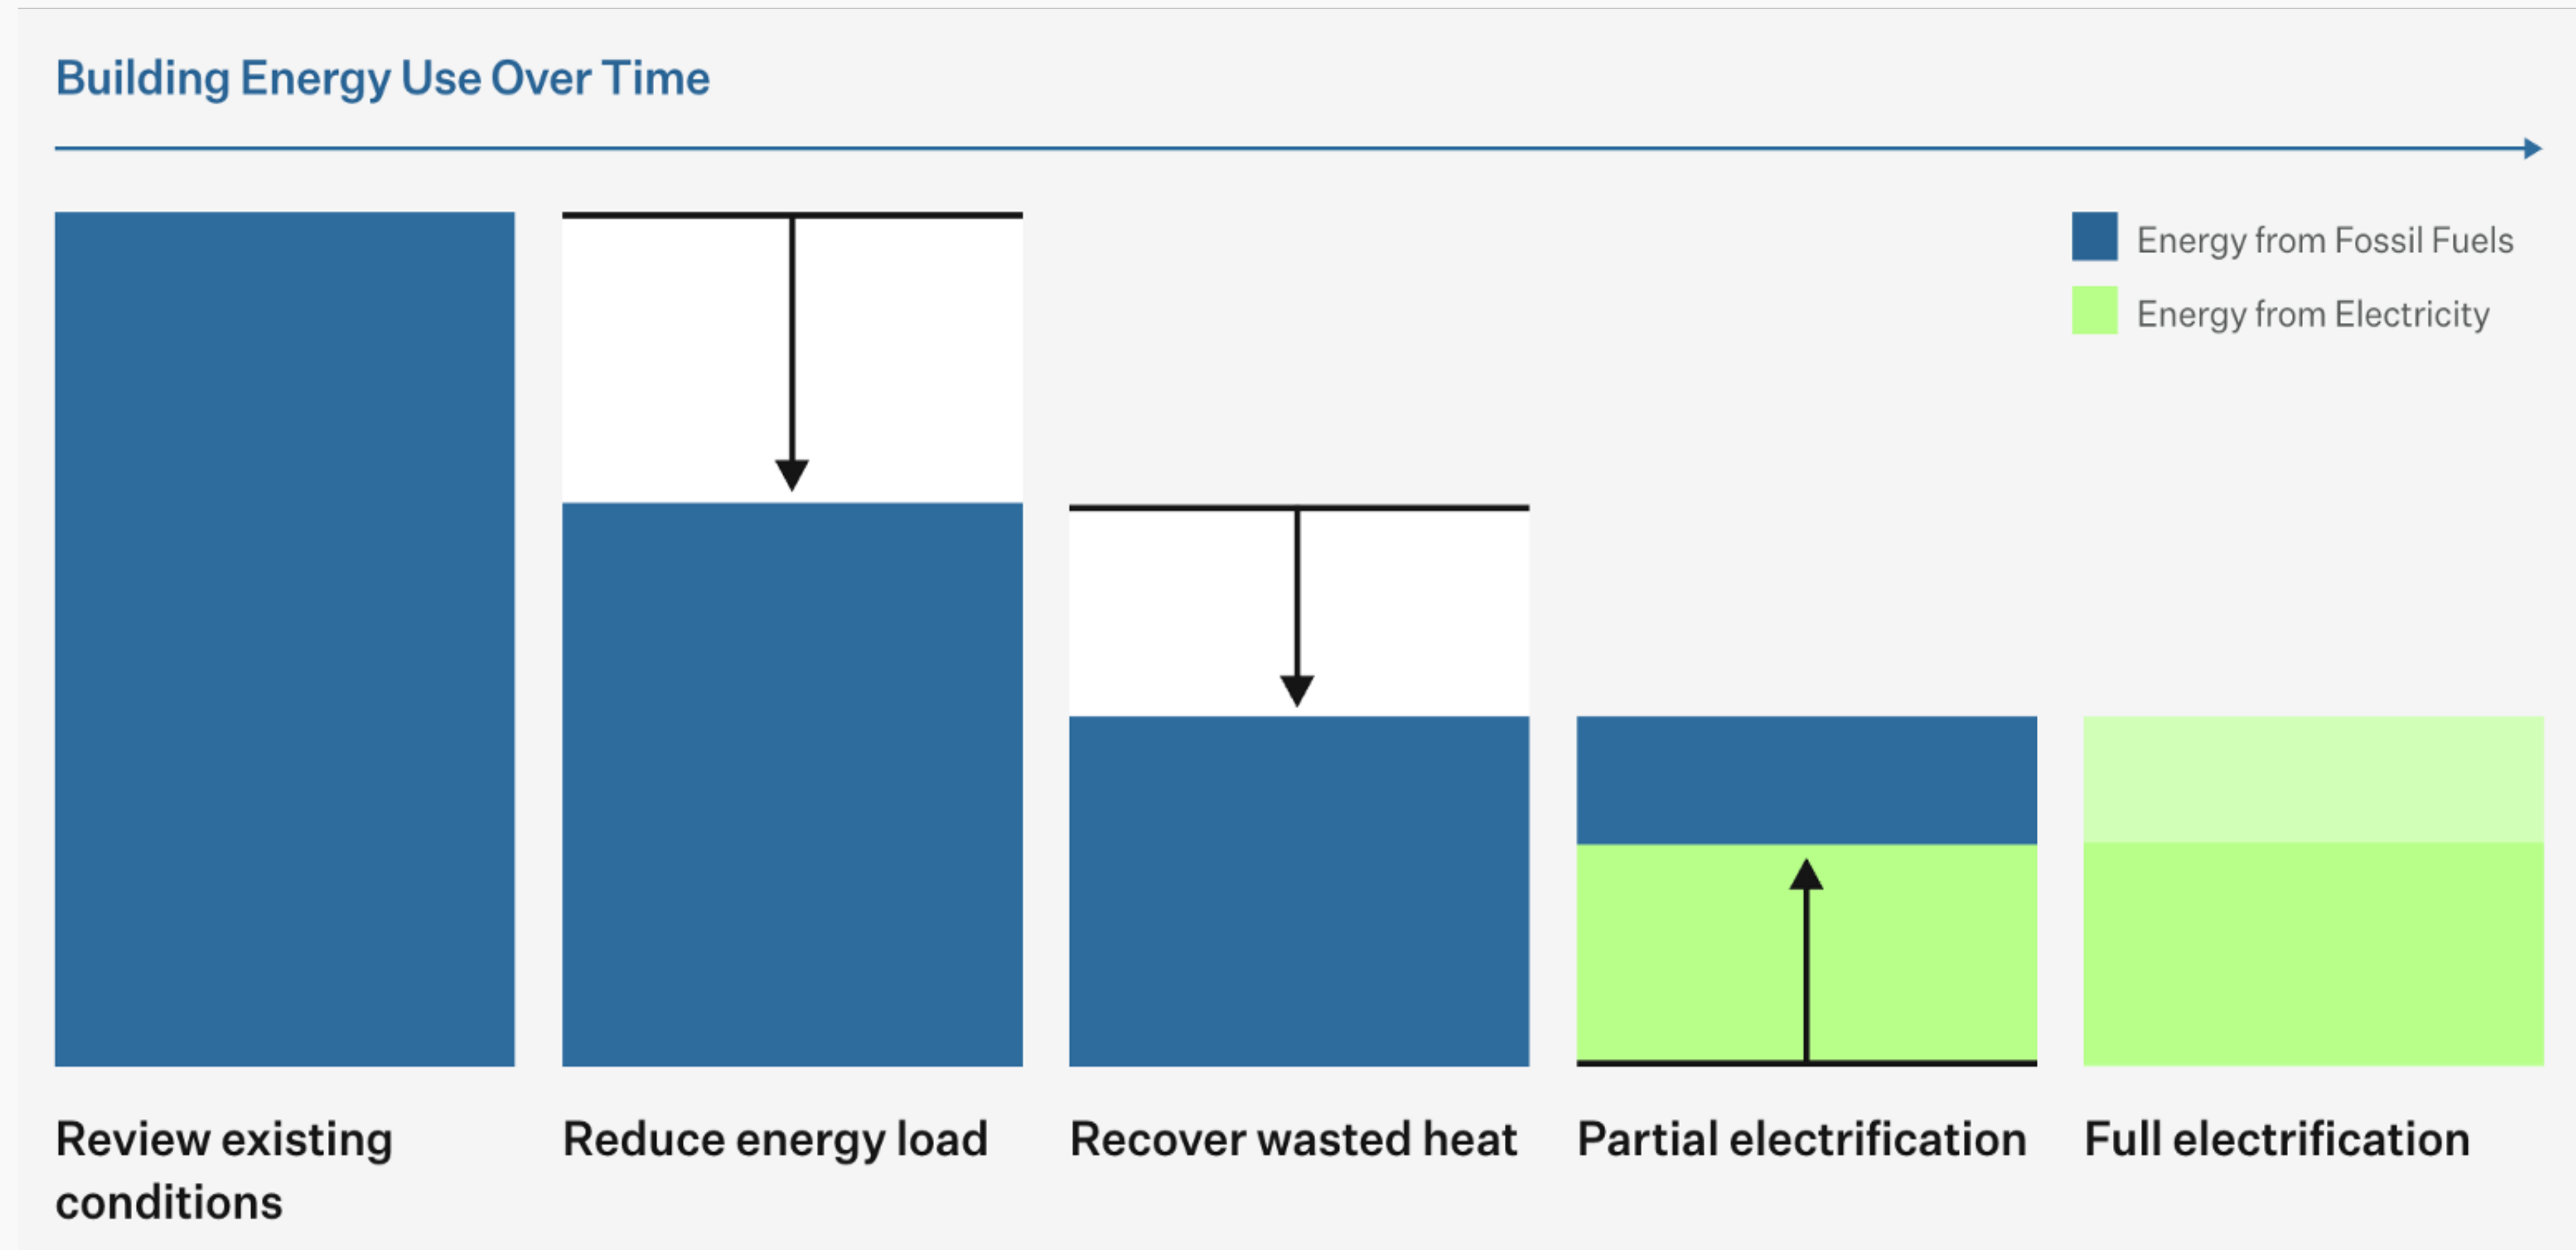 Building Energy Use Over Time
Energy from Fossil Fuels
Energy from Electricity
Review existing
conditions
Reduce energy load
Recover wasted heat
Partial electrification
Full electrification